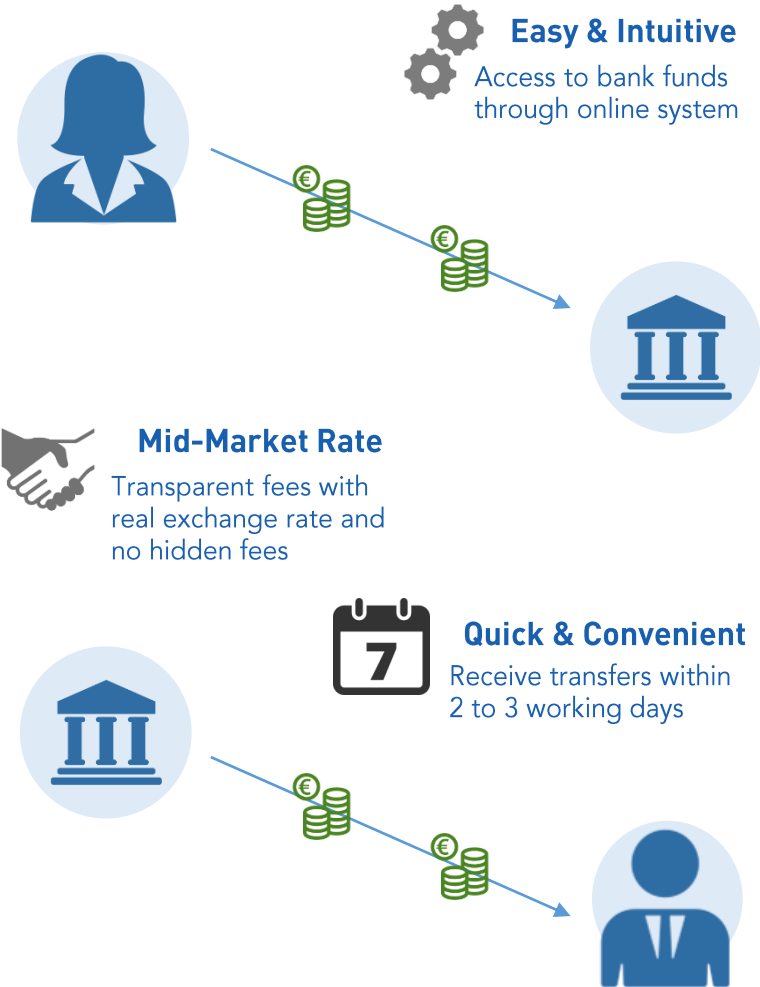 Easy & Intuitive
Access to bank funds
through online system
€
€
Mid-Market Rate
Transparent fees with
real exchange rate and
no hidden fees
7
Quick & Convenient
Receive transfers within
2 to 3 working days
€
€